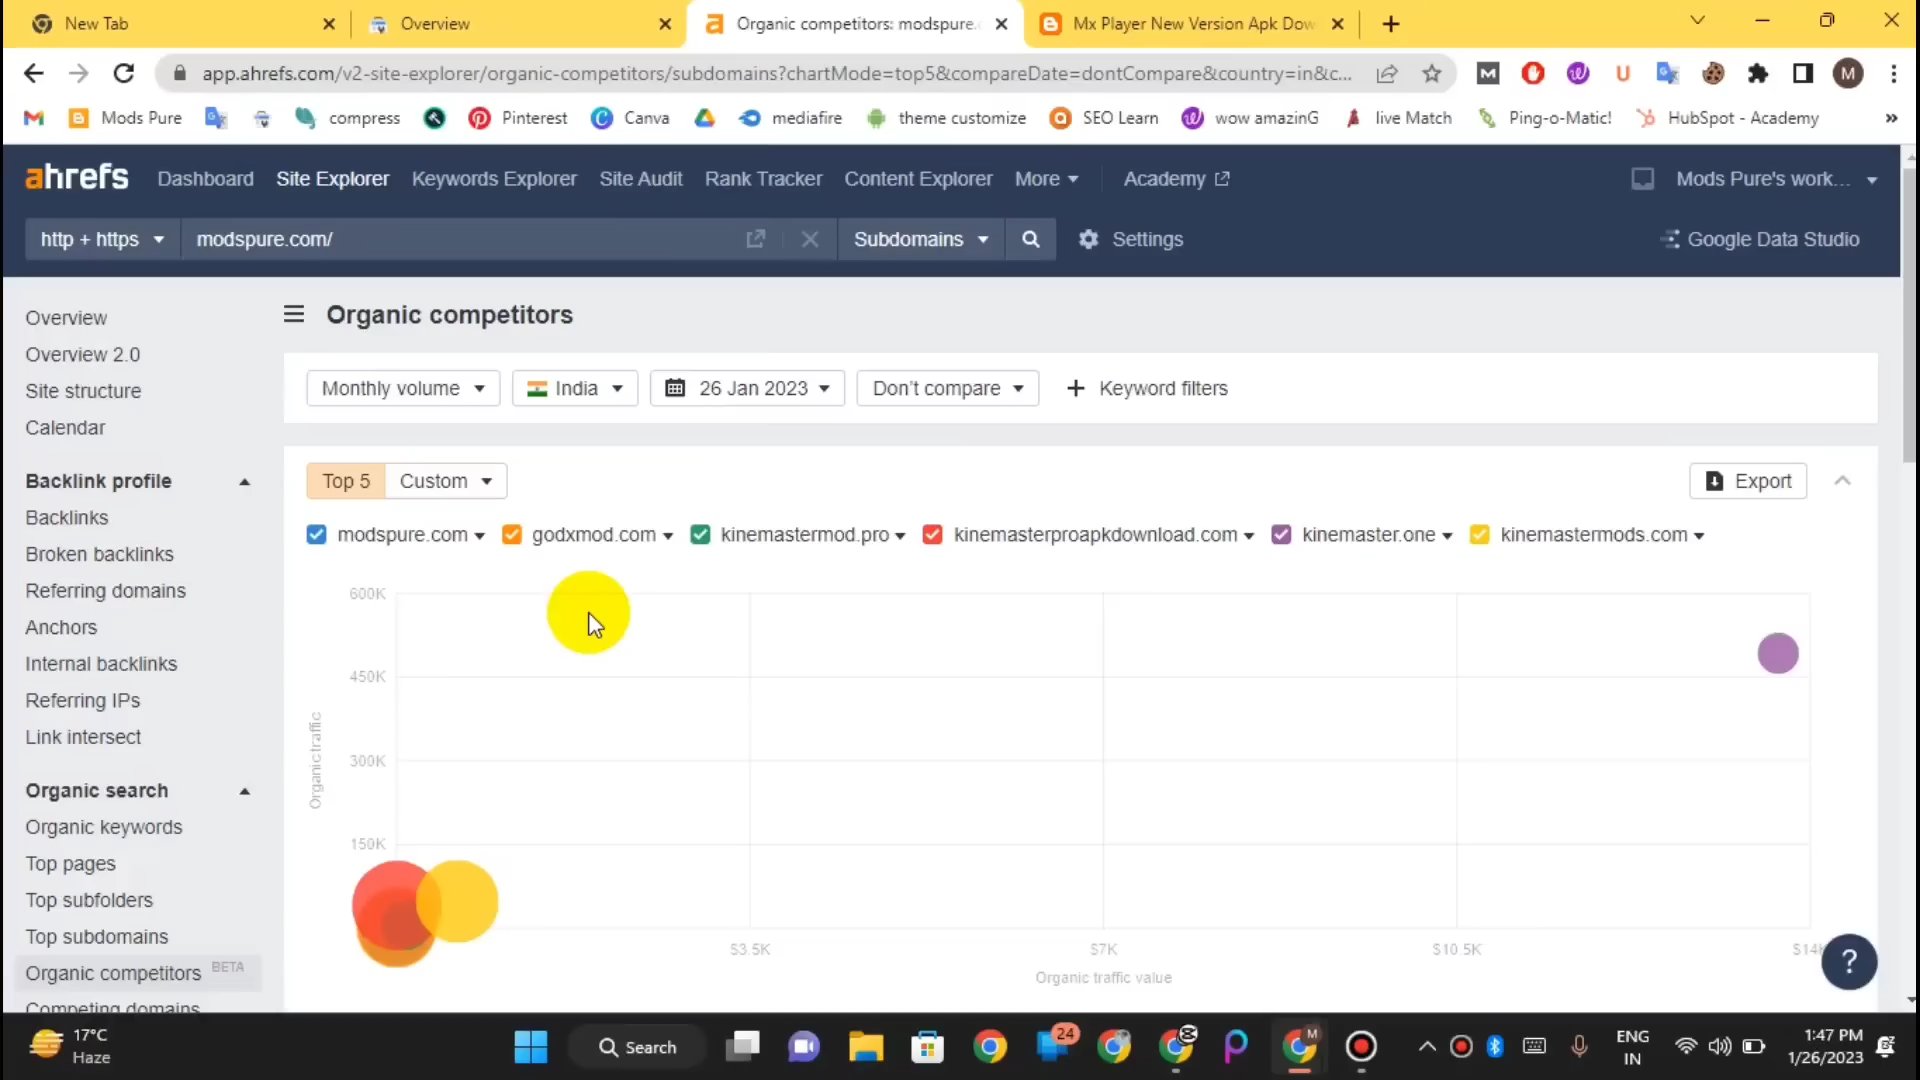 New Tab
Overview
Organic competitors: modspure.
Mx Player New Version Apk Dow
app.ahrefs.com/v2-site-explorer/organic-competitors/subdomains?chartMode=top5&compareDate=dontCompare&country=in&c...
M
Mods Pure
compress
Pinterest
Canva
mediafire
theme customize
SEO Learn
wow amazinG
live Match
Ping-o-Matic!
HubSpot - Academy
»
ahrefs
Dashboard
Site Explorer
Keywords Explorer
Site Audit
Rank Tracker
Content Explorer
More
Academy
Mods Pure's work...
http + https
modspure.com/
Subdomains
Settings
Google Data Studio
Overview
Overview 2.0
Site structure
Calendar
Backlink profile
Backlinks
Broken backlinks
Referring domains
Anchors
Internal backlinks
Referring IPs
Link intersect
Organic search
Organic keywords
Top pages
Top subfolders
Top subdomains
Organic competitors BETA
Competing domains
Organic competitors
Monthly volume
India
26 Jan 2023
Don't compare
+ Keyword filters
Top 5
Custom
Export
modspure.com
godxmod.com
kinemastermod.pro
kinemasterproapkdownload.com
kinemaster.one
kinemastermods.com
600K
450K
300K
150K
Organic traffic
$3.5K
$7K
$10.5K
$14K
Organic traffic value
?
17°C
Haze
Search
24
M
ENG
IN
1:47 PM
1/26/2023